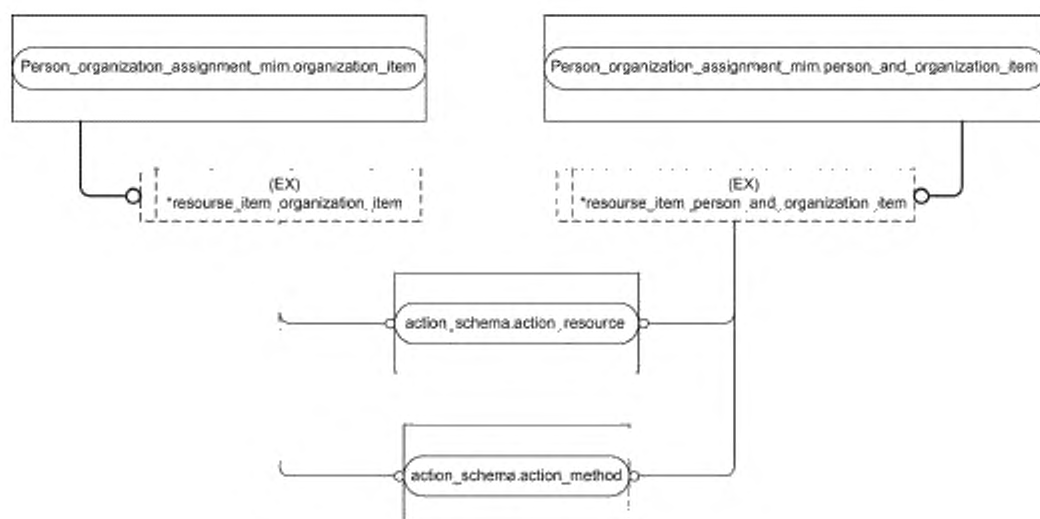 Person_organization_assignment_mim.organization_item
Person_organization_assignment_mim.person_and_organization_item
(EX)
*resourse_item_organization_item
(EX)
*resourse_item_person_and_organization_item
action_schema.action_resource
action_schema.action_method